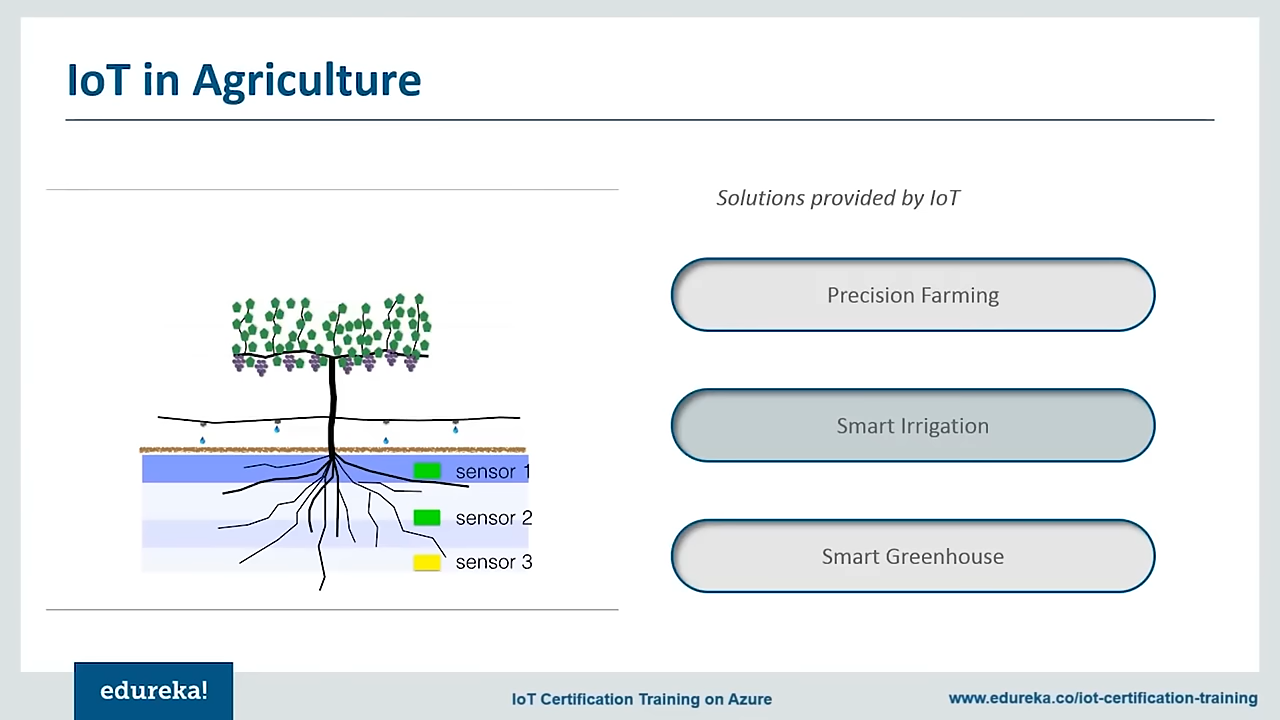 IoT in Agriculture
Solutions provided by IoT
Precision Farming
Smart Irrigation
Smart Greenhouse
sensor 1
sensor 2
sensor 3
edureka!
IoT Certification Training on Azure
www.edureka.co/iot-certification-training